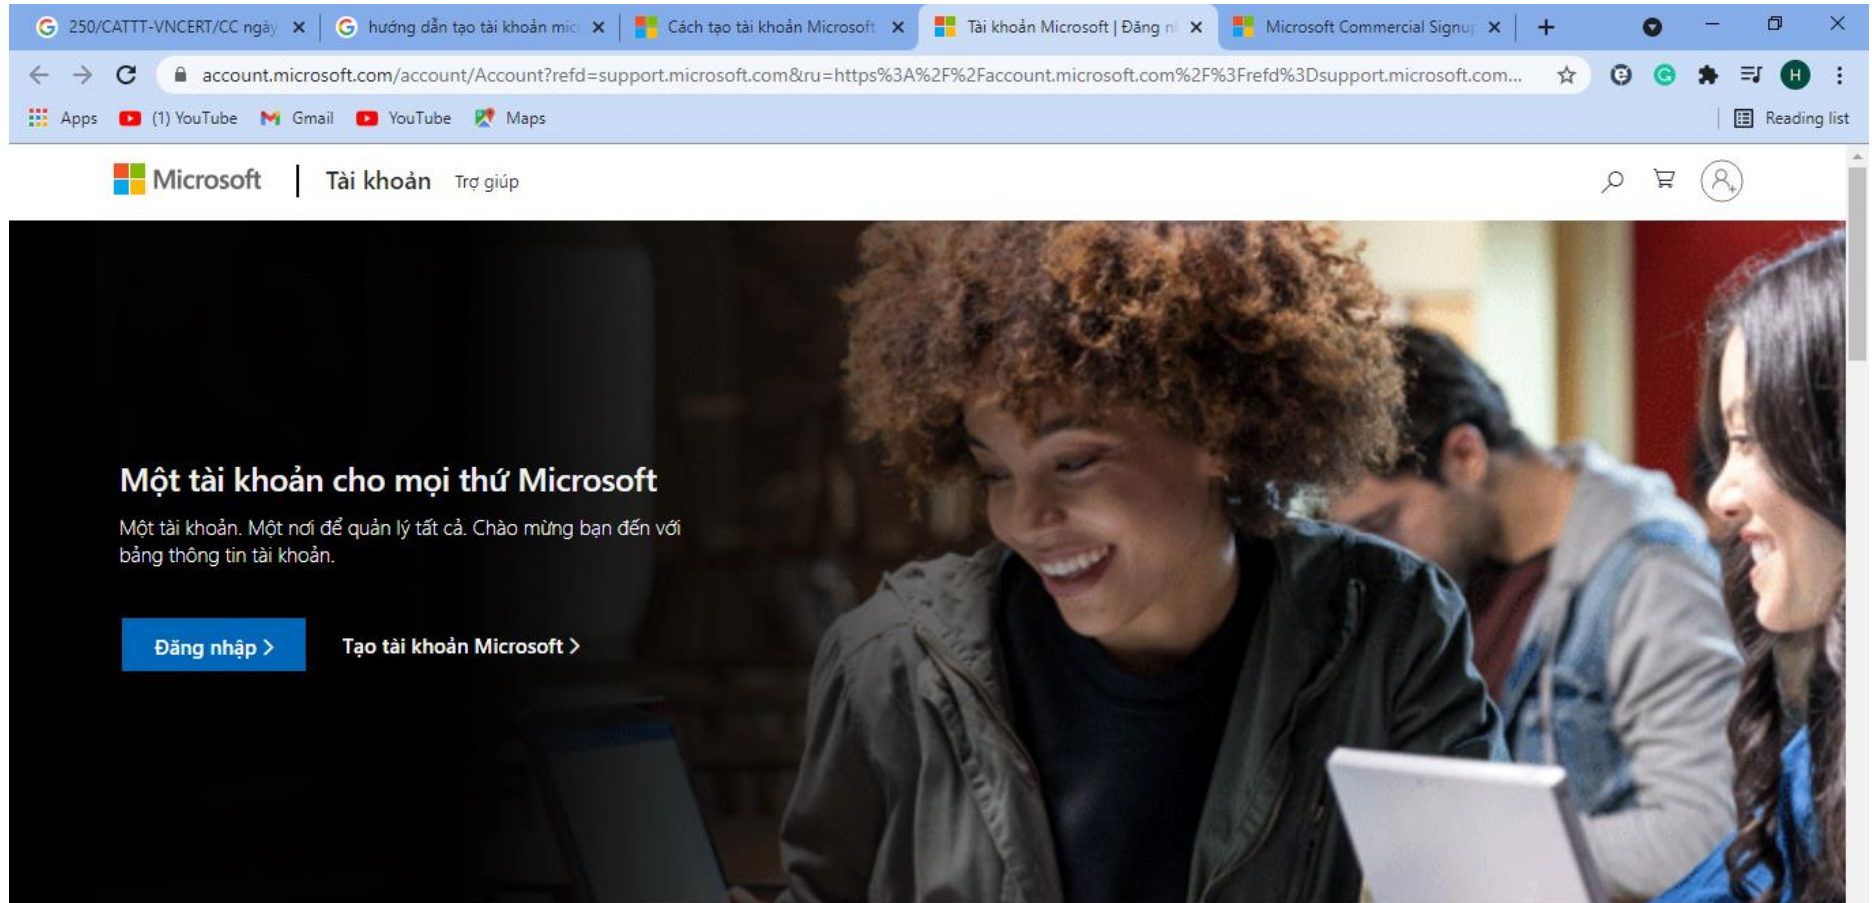 250/CATTT-VNCERT/CC ngày
hướng dẫn tạo tài khoản mic
Cách tạo tài khoản Microsoft
Tài khoản Microsoft | Đăng n
Microsoft Commercial Signup
account.microsoft.com/account/Account?refd=support.microsoft.com&ru=https%3A%2F%2Faccount.microsoft.com%2F%3Frefd%3Dsupport.microsoft.com...
H
Apps
(1) YouTube
Gmail
YouTube
Maps
Reading list
Microsoft
Tài khoản
Trợ giúp
Một tài khoản cho mọi thứ Microsoft
Một tài khoản. Một nơi để quản lý tất cả. Chào mừng bạn đến với
bảng thông tin tài khoản.
Đăng nhập >
Tạo tài khoản Microsoft >